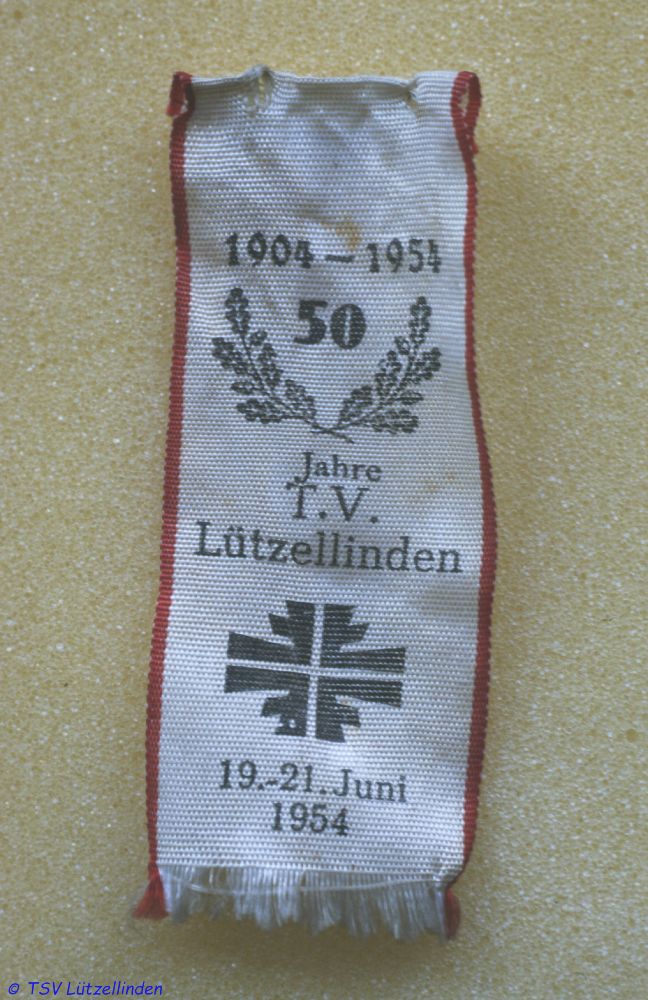 1904 – 1954
50
Jahre
T.V.
Lützellinden
19.-21. Juni
1954
© TSV Lützellinden